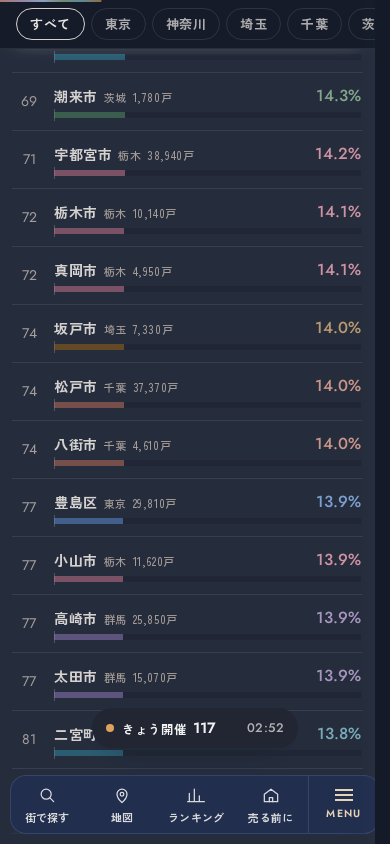 すべて 東京 神奈川 埼玉 千葉 茨
69 潮来市 茨城 1,780戸 14.3%
71 宇都宮市 栃木 38,940戸 14.2%
72 栃木市 栃木 10,140戸 14.1%
72 真岡市 栃木 4,950戸 14.1%
74 坂戸市 埼玉 7,330戸 14.0%
74 松戸市 千葉 37,370戸 14.0%
74 八街市 千葉 4,610戸 14.0%
77 豊島区 東京 29,810戸 13.9%
77 小山市 栃木 11,620戸 13.9%
77 高崎市 群馬 25,850戸 13.9%
77 太田市 群馬 15,070戸 13.9%
81 二宮町 13.8%
きょう開催 117 02:52
街で探す 地図 ランキング 売る前に MENU